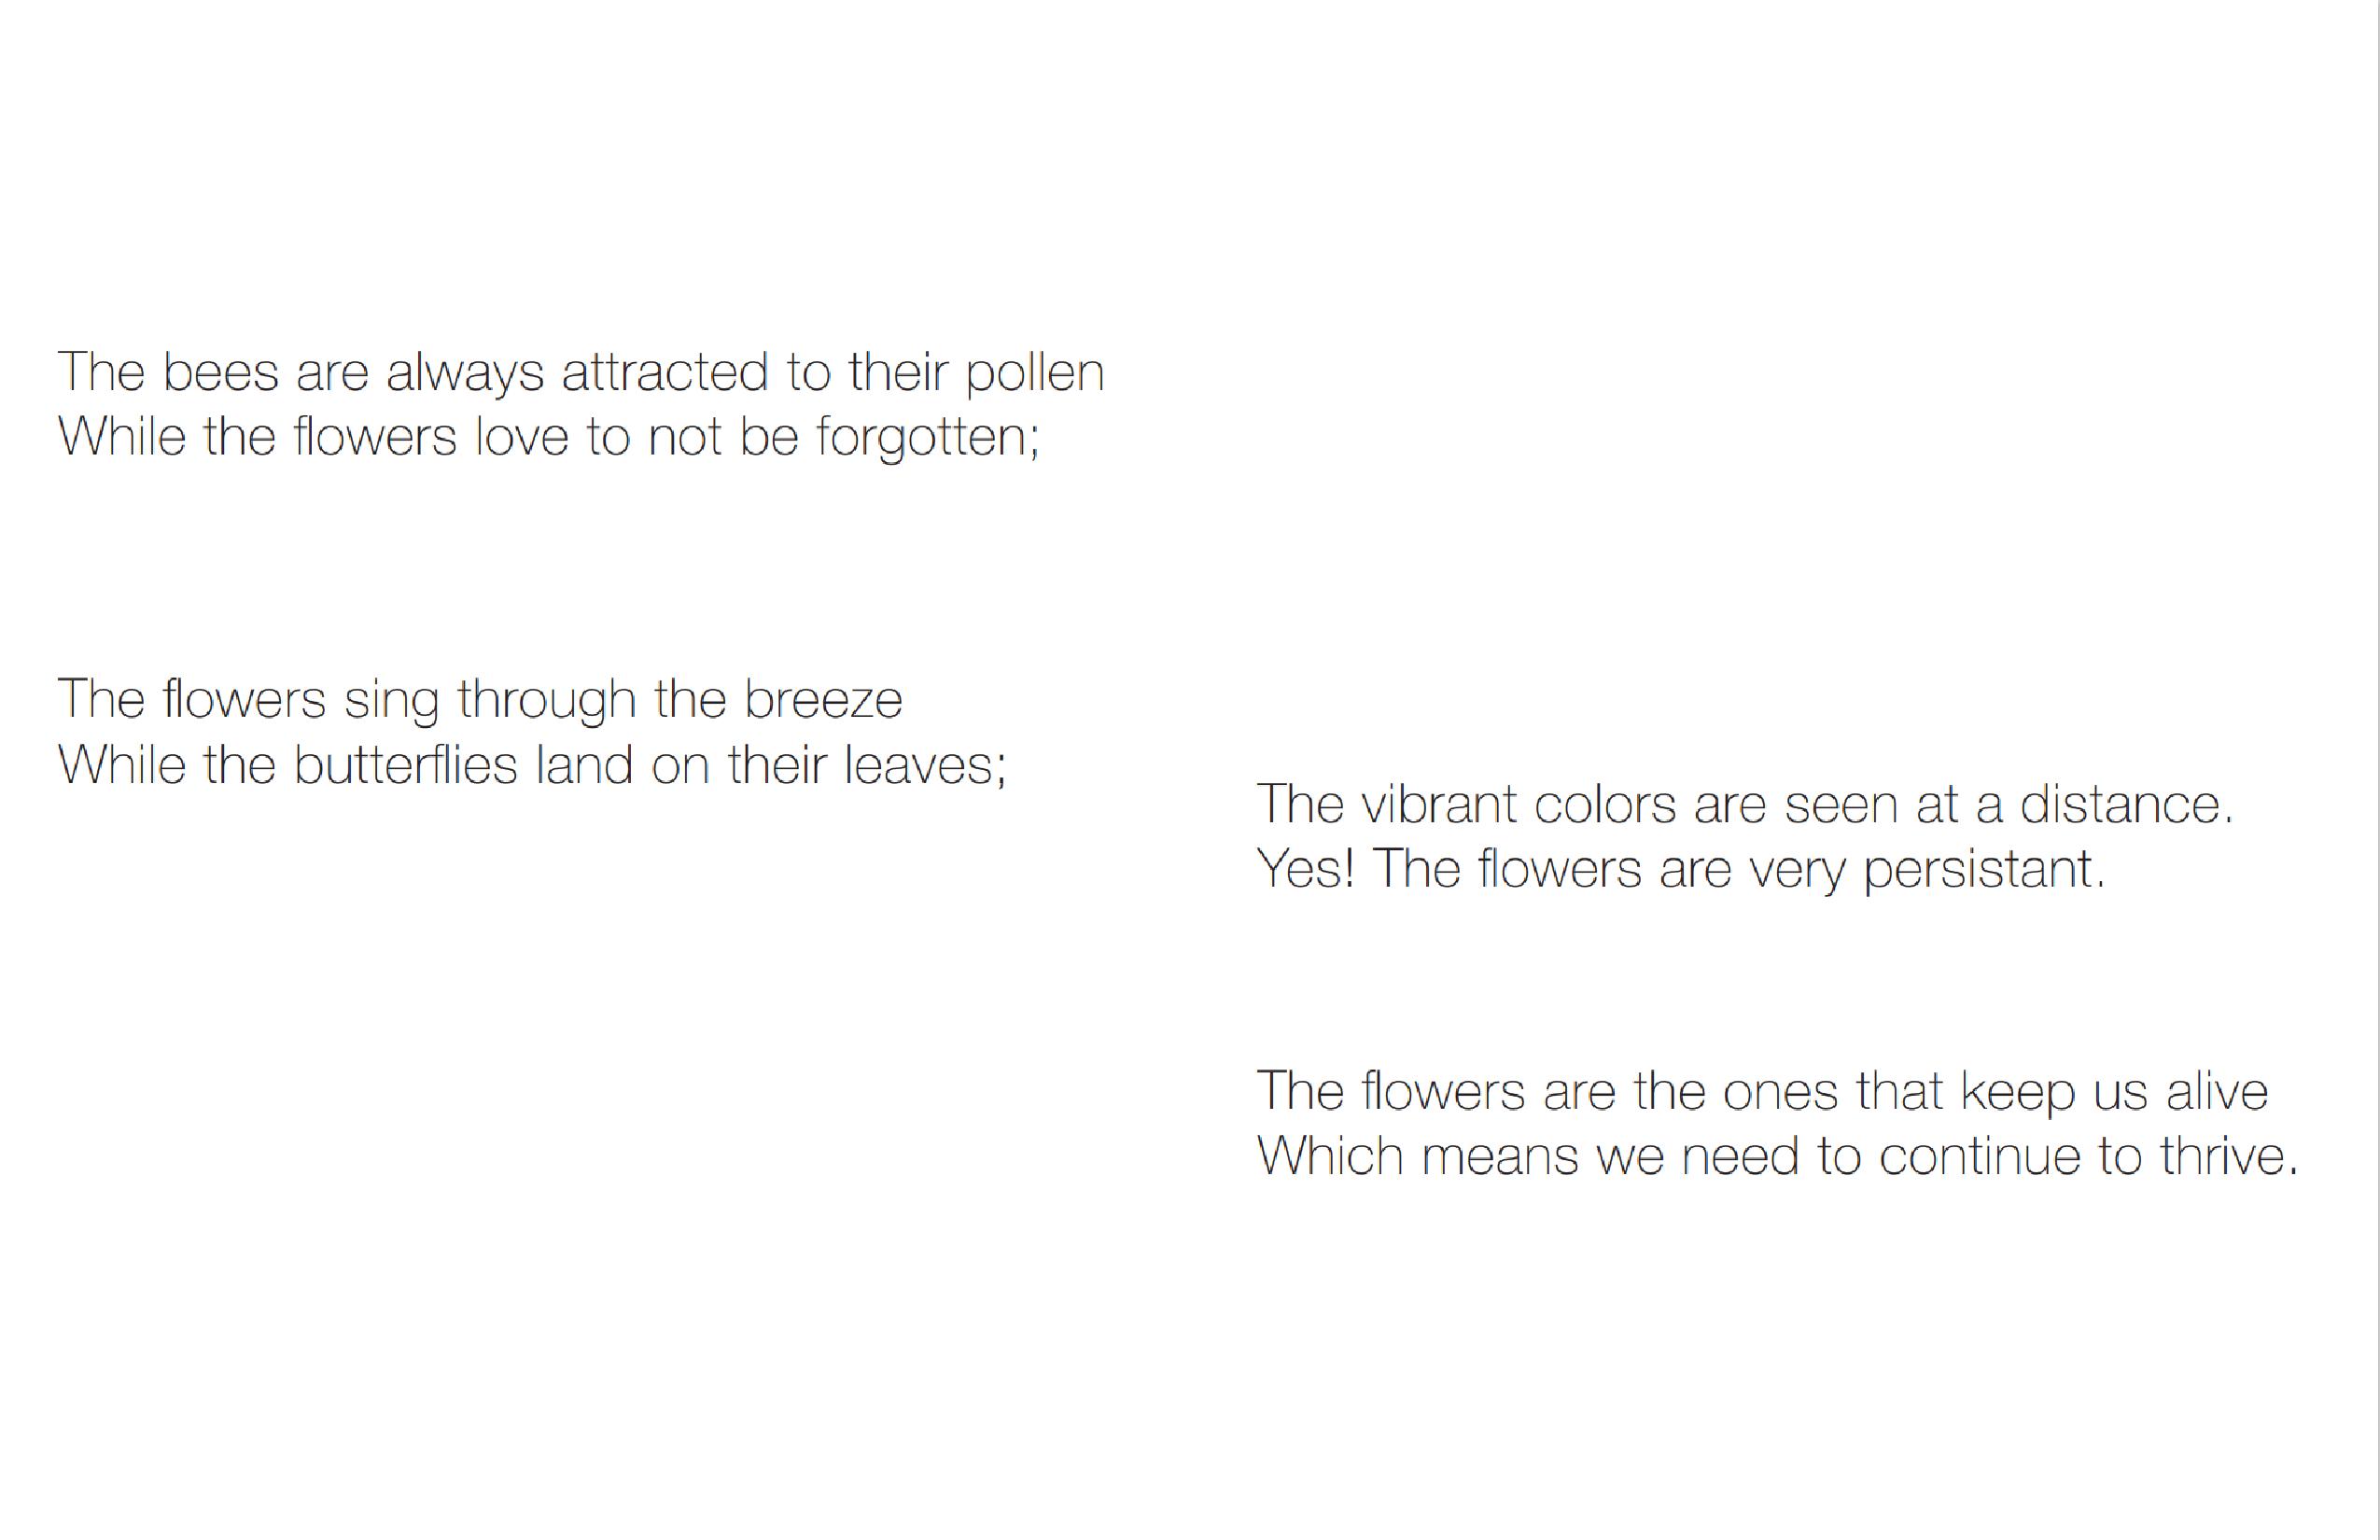 The bees are always attracted to their pollen
While the flowers love to not be forgotten;
The flowers sing through the breeze
While the butterflies land on their leaves;
The vibrant colors are seen at a distance.
Yes! The flowers are very persistant.
The flowers are the ones that keep us alive
Which means we need to continue to thrive.